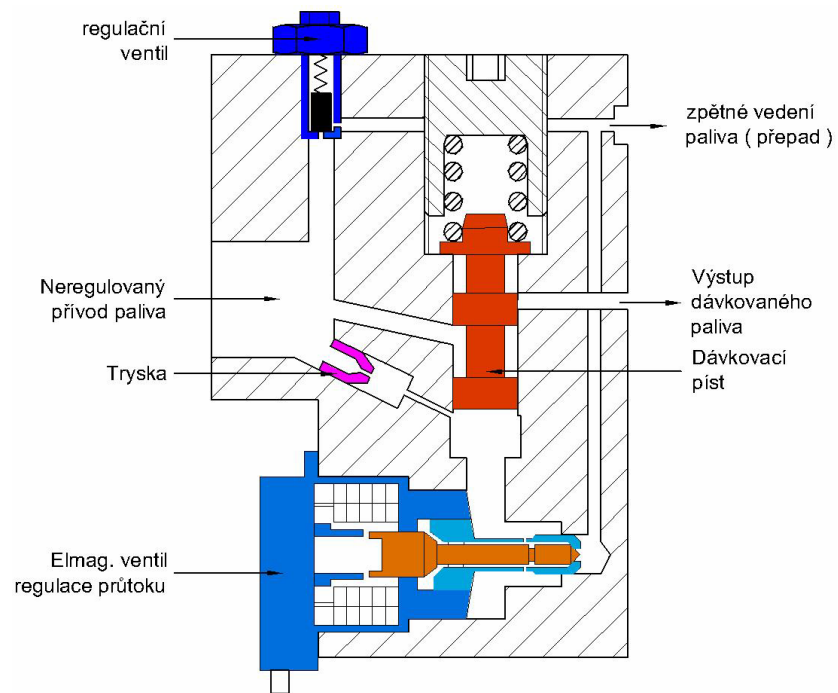 regulační
ventil
zpětné vedení
paliva ( přepad )
Neregulovaný
přívod paliva
Výstup
dávkovaného
paliva
Tryska
Dávkovací
píst
Elmag. ventil
regulace průtoku